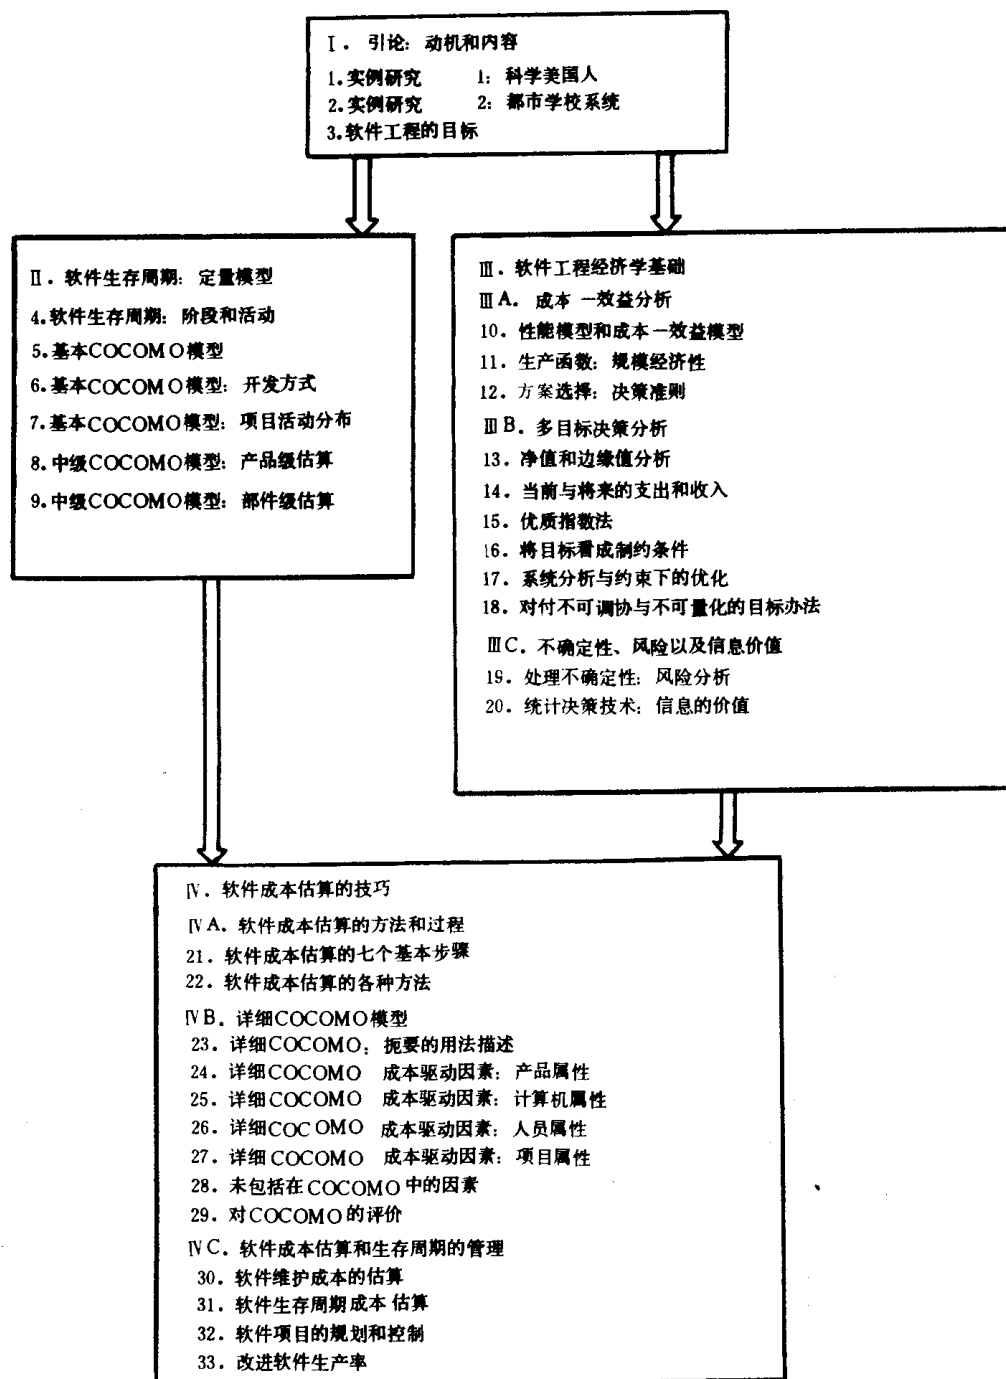 Ⅰ. 引论: 动机和内容
1.实例研究 1: 科学美国人
2.实例研究 2: 都市学校系统
3.软件工程的目标
Ⅱ. 软件生存周期: 定量模型
4.软件生存周期: 阶段和活动
5.基本COCOMO模型
6.基本COCOMO模型: 开发方式
7.基本COCOMO模型: 项目活动分布
8.中级COCOMO模型: 产品级估算
9.中级COCOMO模型: 部件级估算
Ⅲ. 软件工程经济学基础
ⅢA. 成本一效益分析
10. 性能模型和成本一效益模型
11. 生产函数: 规模经济性
12. 方案选择: 决策准则
ⅢB. 多目标决策分析
13. 净值和边缘值分析
14. 当前与将来的支出和收入
15. 优质指数法
16. 将目标看成制约条件
17. 系统分析与约束下的优化
18. 对付不可调协与不可量化的目标办法
ⅢC. 不确定性、风险以及信息价值
19. 处理不确定性: 风险分析
20. 统计决策技术: 信息的价值
Ⅳ. 软件成本估算的技巧
ⅣA. 软件成本估算的方法和过程
21. 软件成本估算的七个基本步骤
22. 软件成本估算的各种方法
ⅣB. 详细COCOMO模型
23. 详细COCOMO: 扼要的用法描述
24. 详细COCOMO 成本驱动因素: 产品属性
25. 详细COCOMO 成本驱动因素: 计算机属性
26. 详细COCOMO 成本驱动因素: 人员属性
27. 详细COCOMO 成本驱动因素: 项目属性
28. 未包括在COCOMO中的因素
29. 对COCOMO的评价
ⅣC. 软件成本估算和生存周期的管理
30. 软件维护成本的估算
31. 软件生存周期成本估算
32. 软件项目的规划和控制
33. 改进软件生产率